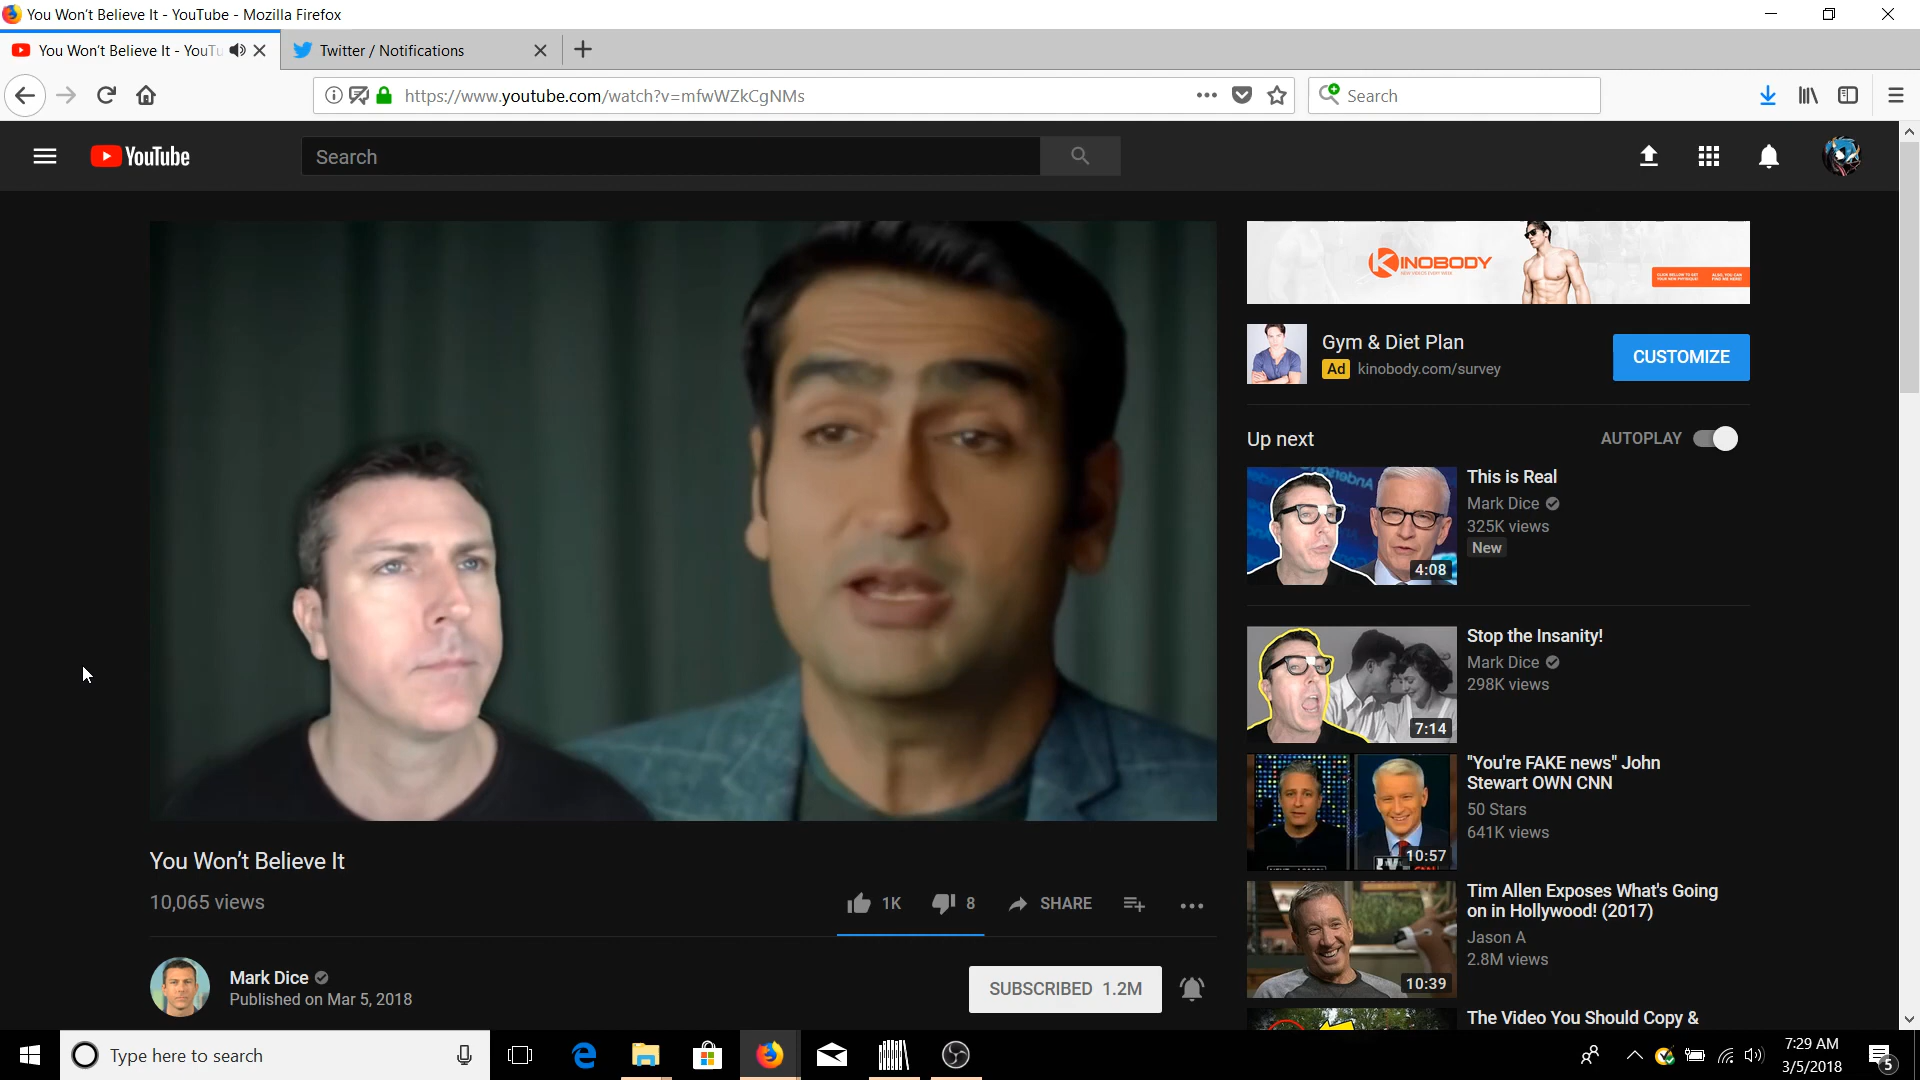 You Won't Believe It - YouTube - Mozilla Firefox
You Won't Believe It - YouTu
Twitter / Notifications
https://www.youtube.com/watch?v=mfwWZkCgNMs
Search
YouTube
Search
KINOBODY
Gym & Diet Plan
Ad kinobody.com/survey
CUSTOMIZE
Up next
AUTOPLAY
This is Real
Mark Dice
325K views
New
4:08
Stop the Insanity!
Mark Dice
298K views
7:14
"You're FAKE news" John
Stewart OWN CNN
50 Stars
641K views
10:57
Tim Allen Exposes What's Going
on in Hollywood! (2017)
Jason A
2.8M views
10:39
The Video You Should Copy &
You Won't Believe It
10,065 views
1K
8
SHARE
Mark Dice
Published on Mar 5, 2018
SUBSCRIBED 1.2M
Type here to search
7:29 AM
3/5/2018
5